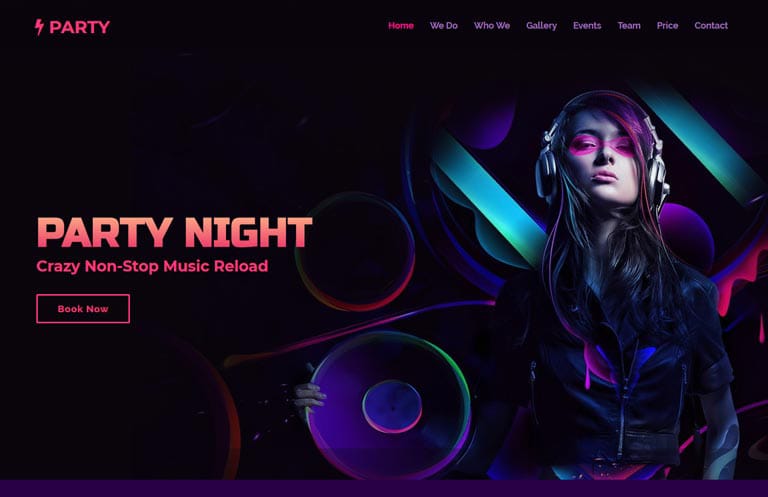 PARTY
Home We Do Who We Gallery Events Team Price Contact
PARTY NIGHT
Crazy Non-Stop Music Reload
Book Now